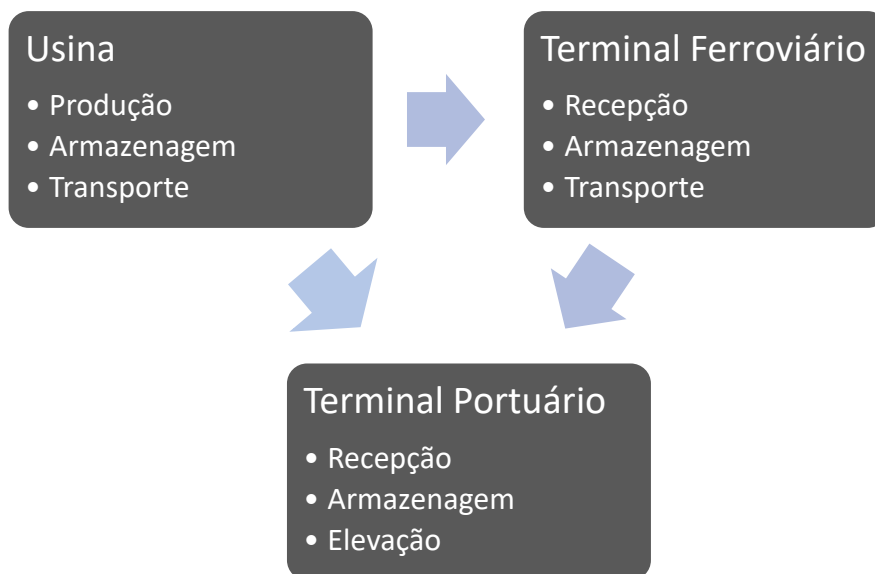 Usina
• Produção
• Armazenagem
• Transporte
Terminal Ferroviário
• Recepção
• Armazenagem
• Transporte
Terminal Portuário
• Recepção
• Armazenagem
• Elevação